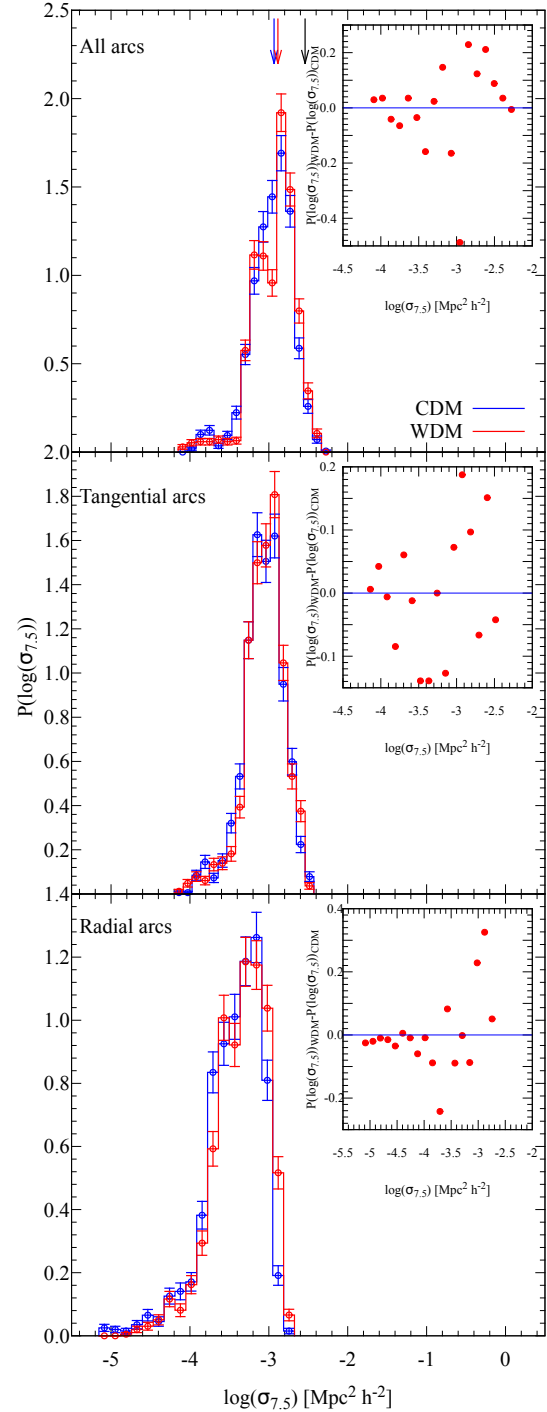 All arcs
2.5
2.0
1.5
1.0
0.5
2.0
0.2
0.0
-0.2
-0.4
P(log(σ7.5))WDM-P(log(σ7.5))CDM
-4.5 -4 -3.5 -3 -2.5 -2
log(σ7.5) [Mpc² h⁻²]
CDM
WDM
Tangential arcs
1.8
1.6
1.4
1.2
1.0
0.8
0.6
0.4
0.2
1.4
P(log(σ7.5))
0.2
0.1
0.0
-0.1
P(log(σ7.5))WDM-P(log(σ7.5))CDM
-4.5 -4 -3.5 -3 -2.5 -2
log(σ7.5) [Mpc² h⁻²]
Radial arcs
1.2
1.0
0.8
0.6
0.4
0.2
0.0
0.4
0.2
0.0
-0.2
P(log(σ7.5))WDM-P(log(σ7.5))CDM
-5.5 -5 -4.5 -4 -3.5 -3 -2.5 -2
log(σ7.5) [Mpc² h⁻²]
-5 -4 -3 -2 -1 0
log(σ7.5) [Mpc² h⁻²]